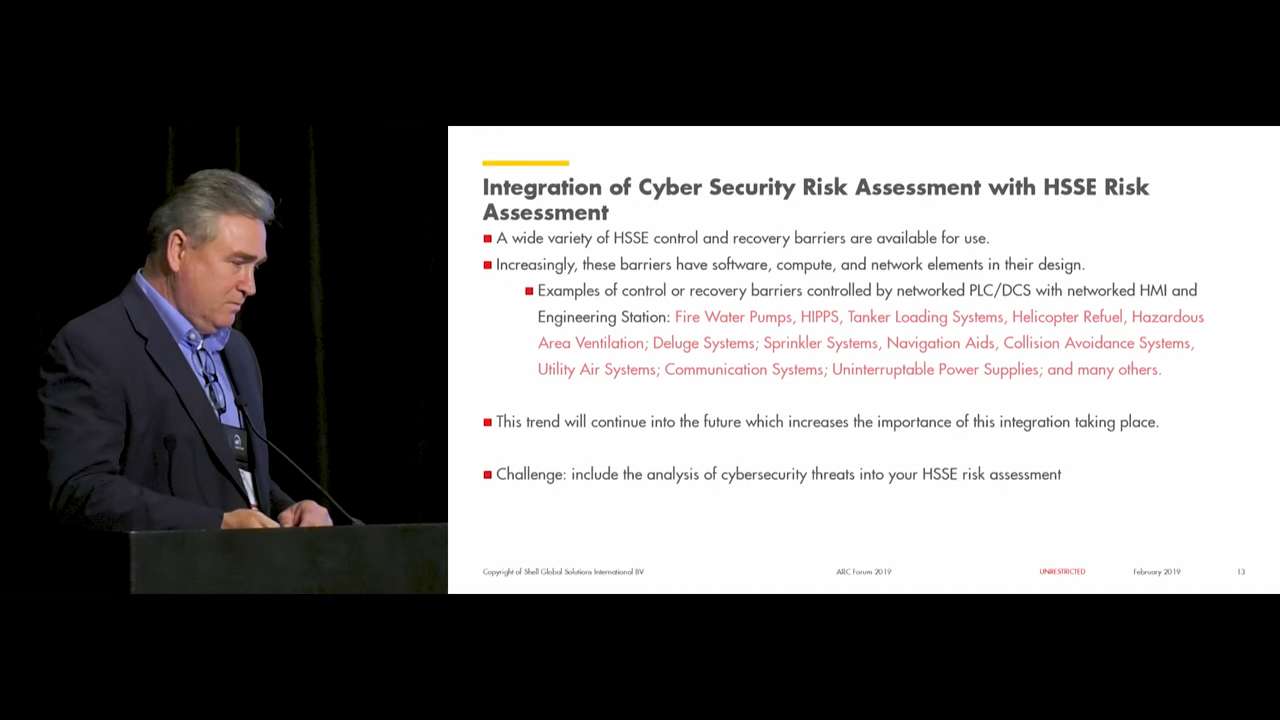 Integration of Cyber Security Risk Assessment with HSSE Risk
Assessment
A wide variety of HSSE control and recovery barriers are available for use.
Increasingly, these barriers have software, compute, and network elements in their design.
Examples of control or recovery barriers controlled by networked PLC/DCS with networked HMI and
Engineering Station: Fire Water Pumps, HIPPS, Tanker Loading Systems, Helicopter Refuel, Hazardous
Area Ventilation; Deluge Systems; Sprinkler Systems, Navigation Aids, Collision Avoidance Systems,
Utility Air Systems; Communication Systems; Uninterruptable Power Supplies; and many others.
This trend will continue into the future which increases the importance of this integration taking place.
Challenge: include the analysis of cybersecurity threats into your HSSE risk assessment
Copyright of Shell Global Solutions International BV
ARC Forum 2019
UNRESTRICTED
February 2019
13